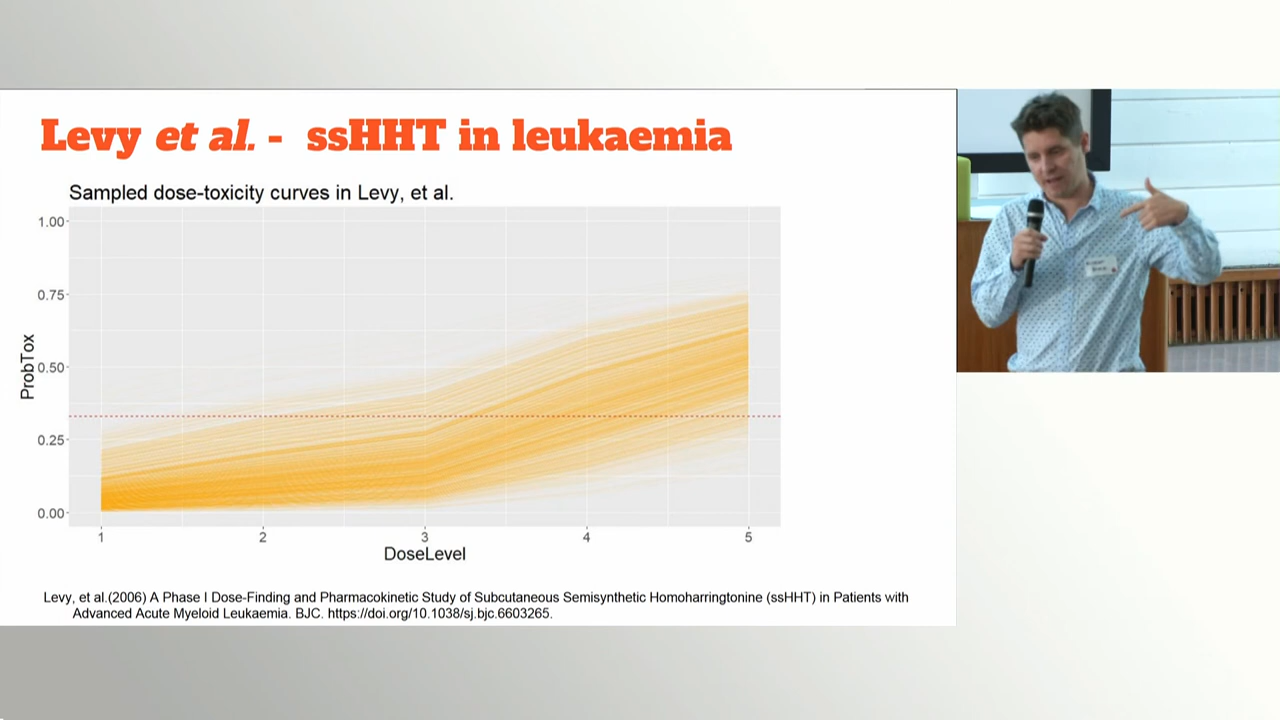 Levy et al. - ssHHT in leukaemia
Sampled dose-toxicity curves in Levy, et al.
1.00
0.75
0.50
0.25
0.00
ProbTox
1 2 3 4 5
DoseLevel
Levy, et al.(2006) A Phase I Dose-Finding and Pharmacokinetic Study of Subcutaneous Semisynthetic Homoharringtonine (ssHHT) in Patients with
Advanced Acute Myeloid Leukaemia. BJC. https://doi.org/10.1038/sj.bjc.6603265.